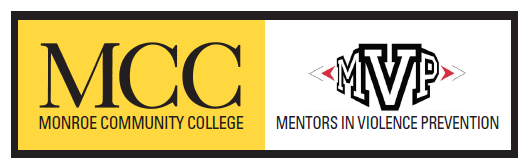 MCC
MONROE COMMUNITY COLLEGE
MVP
MENTORS IN VIOLENCE PREVENTION